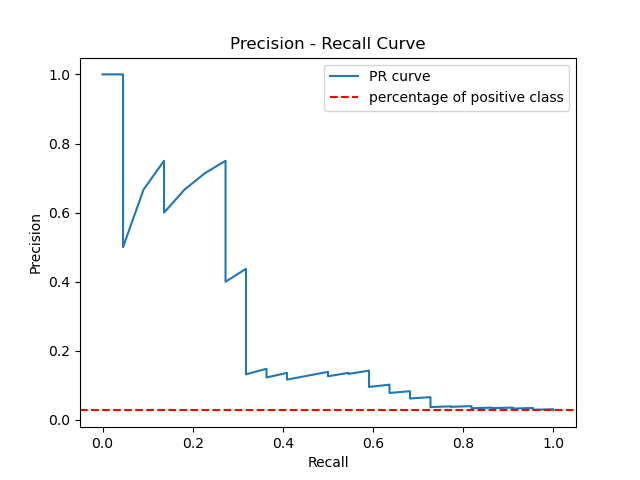 Precision - Recall Curve
PR curve
percentage of positive class
1.0
0.8
0.6
0.4
0.2
0.0
Precision
0.0 0.2 0.4 0.6 0.8 1.0
Recall